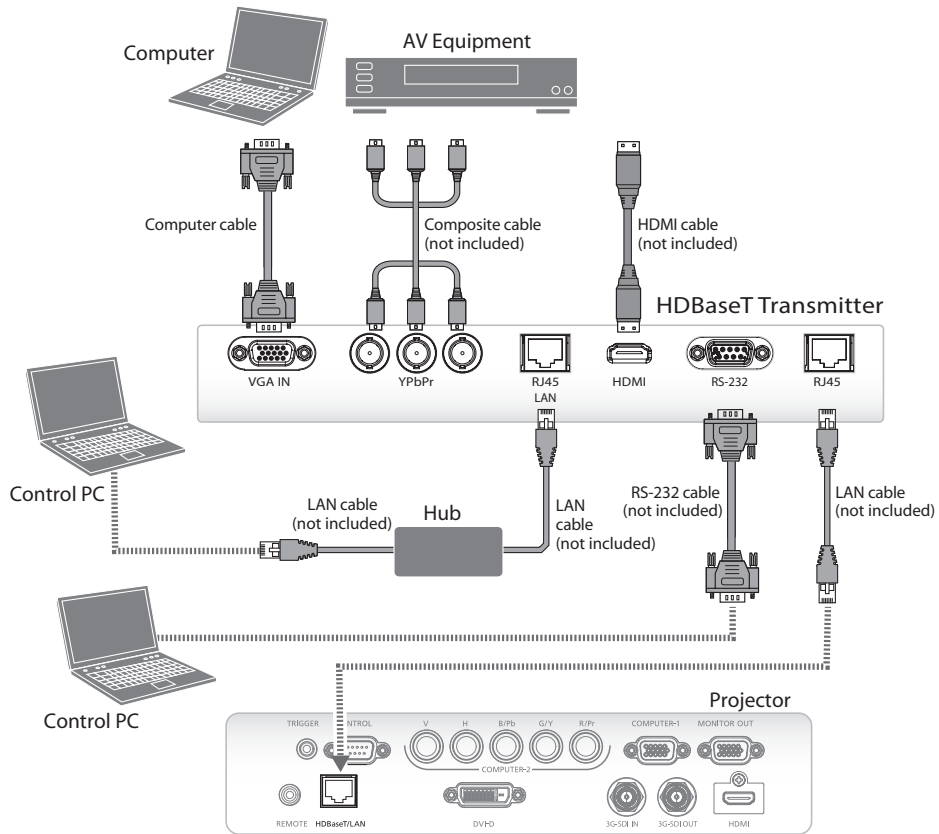 Computer
AV Equipment
Computer cable
Composite cable
(not included)
HDMI cable
(not included)
HDBaseT Transmitter
VGA IN
YPbPr
RJ45
LAN
HDMI
RS-232
RJ45
Control PC
LAN cable
(not included)
Hub
LAN
cable
(not included)
RS-232 cable
(not included)
LAN cable
(not included)
Control PC
Projector
TRIGGER
V
H
B/Pb
G/Y
R/Pr
COMPUTER-1
MONITOR OUT
COMPUTER-2
REMOTE
HDBaseT/LAN
DVI-D
3G-SDI IN
3G-SDI OUT
HDMI